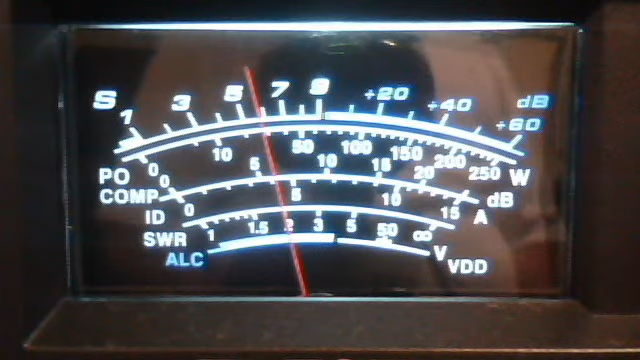 S 1 3 5 7 9 +20 +40 +60 dB
PO 0 10 50 100 150 200 250 W
COMP 0 5 10 15 20 dB
ID 0 5 10 15 A
SWR 1 1.5 2 3 5 50 ∞
ALC V VDD